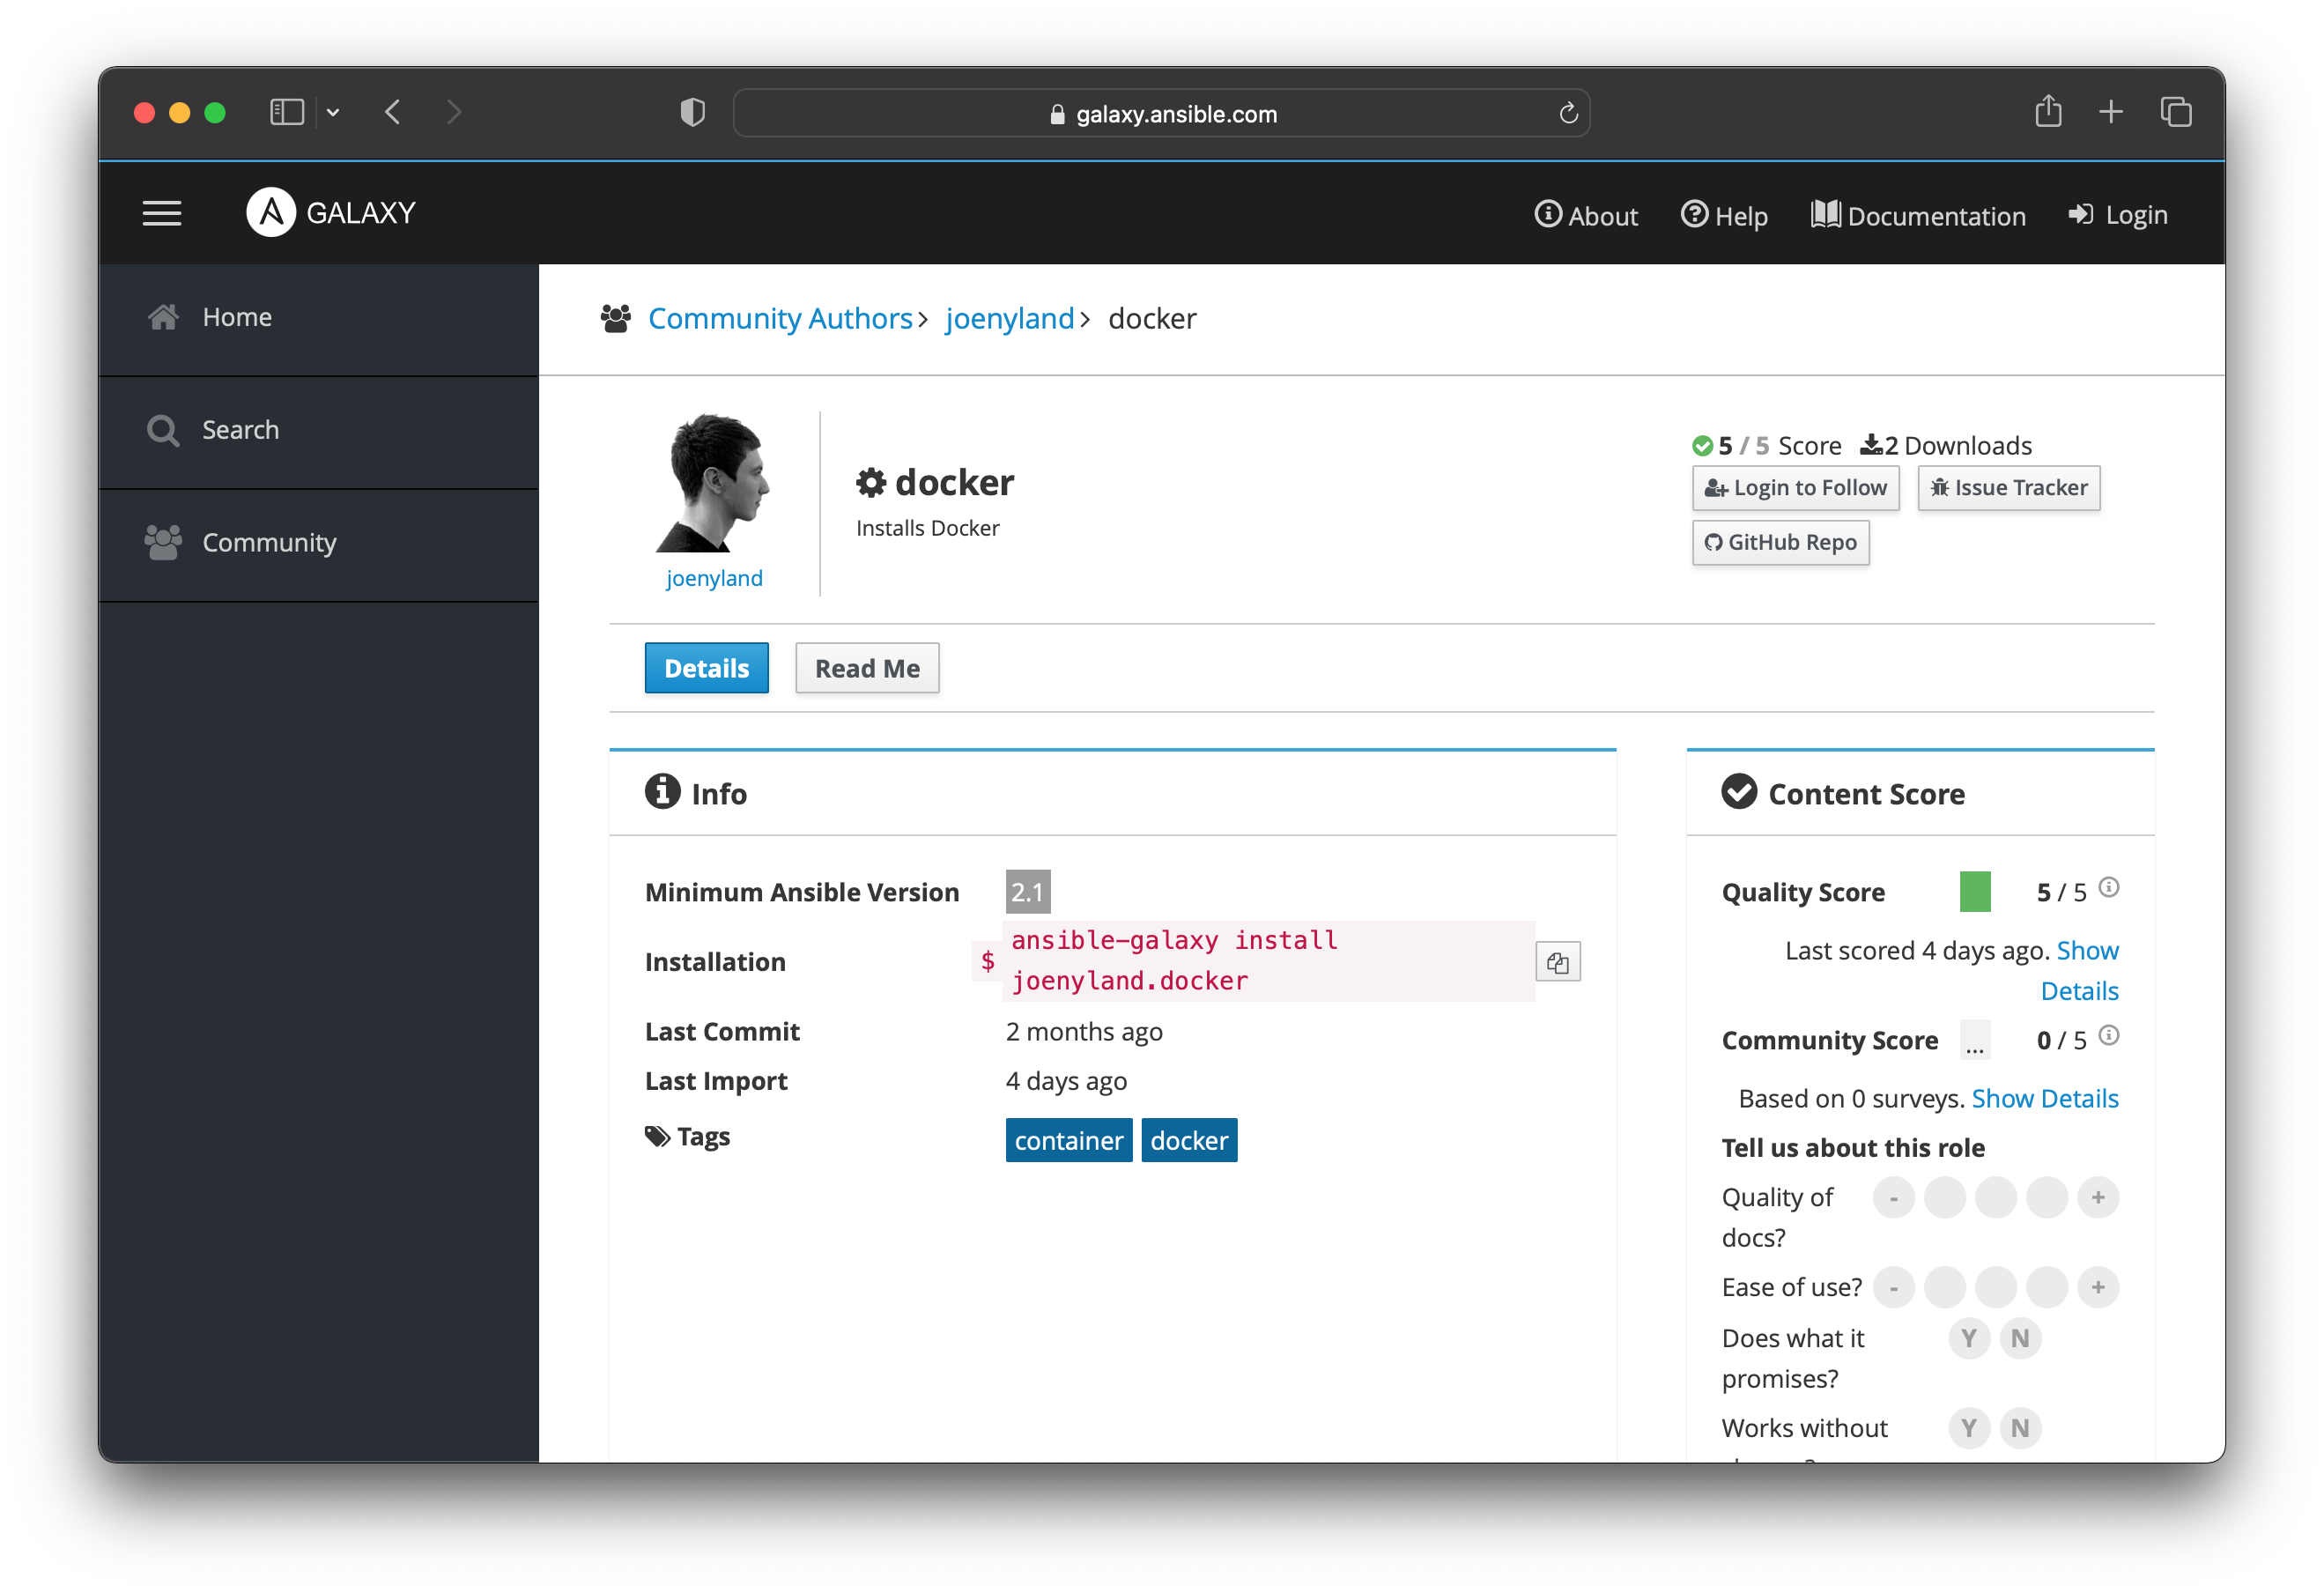 galaxy.ansible.com
GALAXY
About
Help
Documentation
Login
Home
Search
Community
Community Authors > joenyland > docker
joenyland
docker
Installs Docker
5 / 5 Score 2 Downloads
Login to Follow
Issue Tracker
GitHub Repo
Details
Read Me
Info
Minimum Ansible Version 2.1
Installation
$ ansible-galaxy install
joenyland.docker
Last Commit 2 months ago
Last Import 4 days ago
Tags container docker
Content Score
Quality Score 5 / 5
Last scored 4 days ago. Show
Details
Community Score ... 0 / 5
Based on 0 surveys. Show Details
Tell us about this role
Quality of - +
docs?
Ease of use? - +
Does what it Y N
promises?
Works without Y N